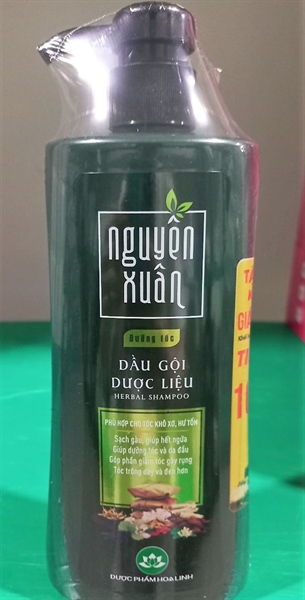 nguyên
xuân
Dưỡng tóc
DẦU GỘI
DƯỢC LIỆU
HERBAL SHAMPOO
PHÙ HỢP CHO TÓC KHÔ XƠ, HƯ TỔN
Sạch gàu, giúp hết ngứa
Giúp dưỡng tóc và da đầu
Góp phần giảm tóc gãy rụng
Tóc trông dày và đen hơn
DƯỢC PHẨM HOA LINH